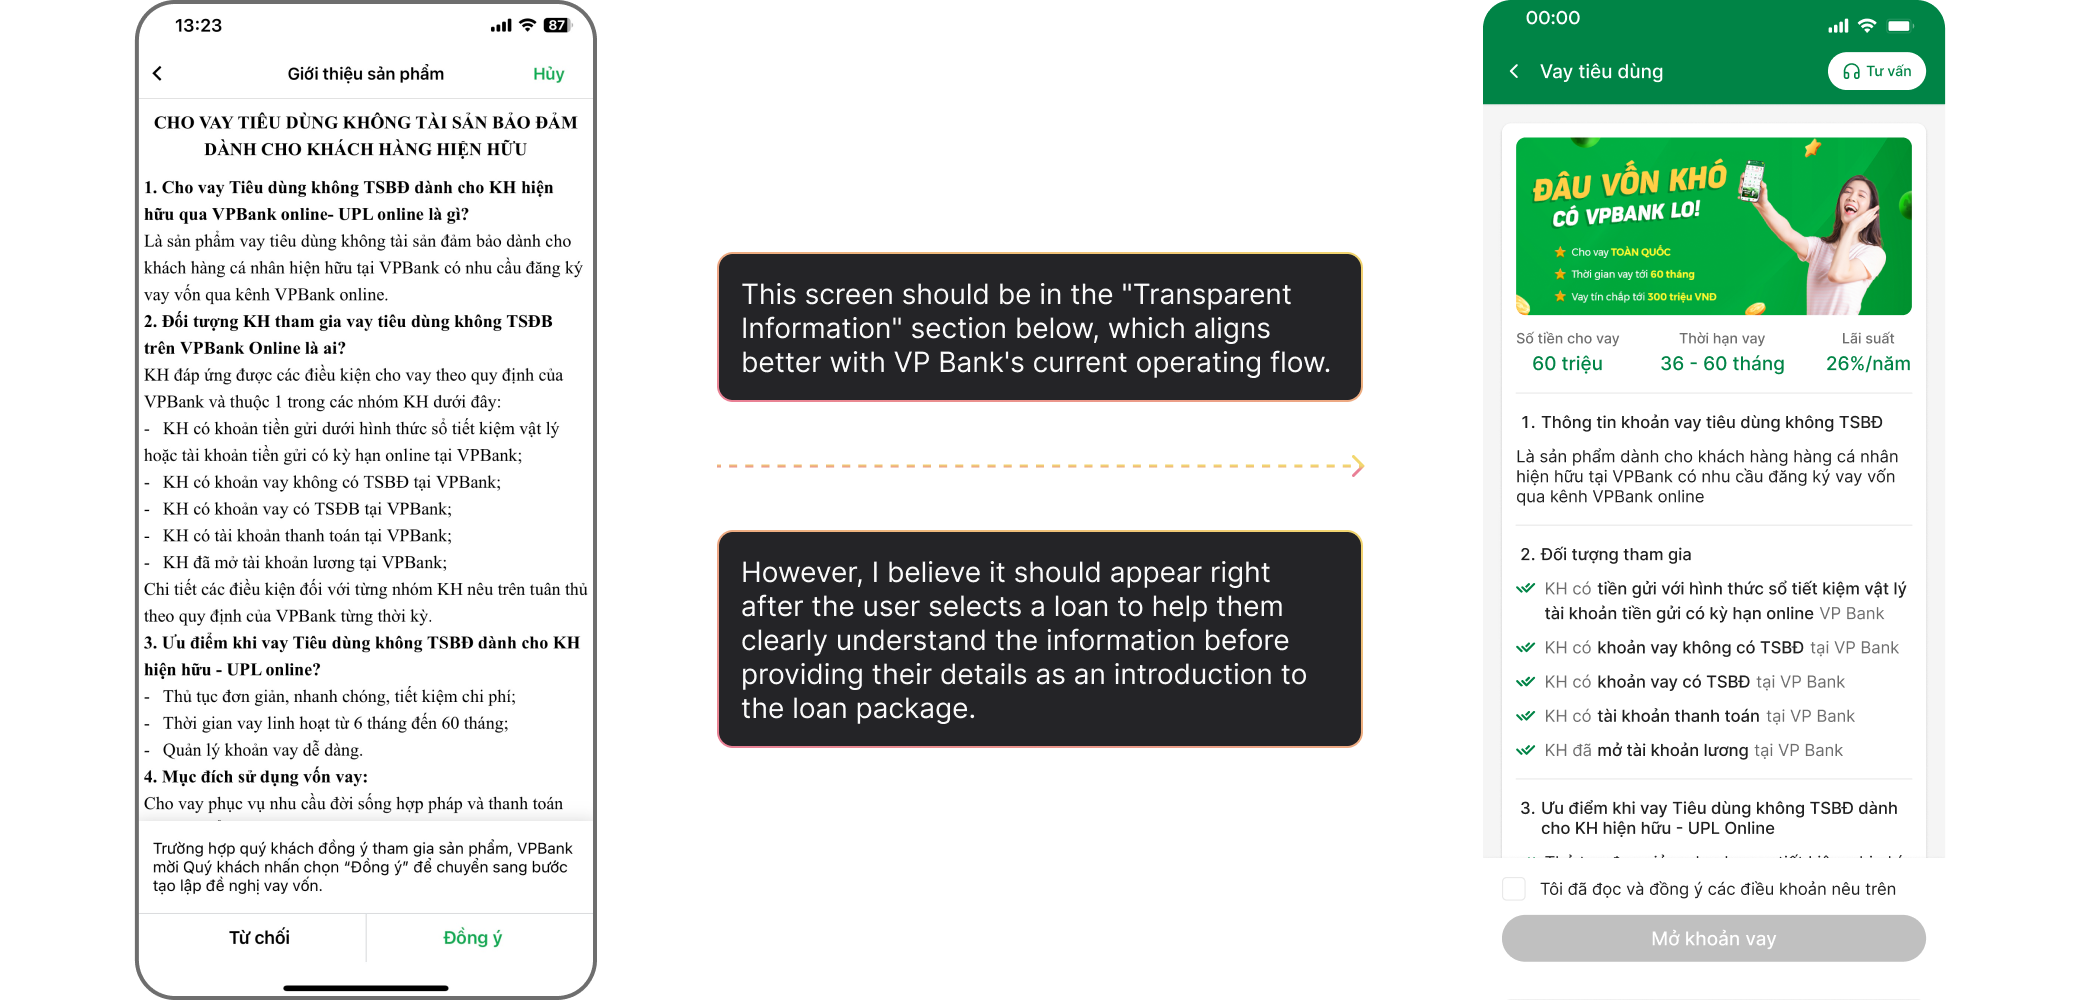 13:23
87
Giới thiệu sản phẩm
Hủy
CHO VAY TIÊU DÙNG KHÔNG TÀI SẢN BẢO ĐẢM
DÀNH CHO KHÁCH HÀNG HIỆN HỮU
1. Cho vay Tiêu dùng không TSBĐ dành cho KH hiện
hữu qua VPBank online- UPL online là gì?
Là sản phẩm vay tiêu dùng không tài sản đảm bảo dành cho
khách hàng cá nhân hiện hữu tại VPBank có nhu cầu đăng ký
vay vốn qua kênh VPBank online.
2. Đối tượng KH tham gia vay tiêu dùng không TSĐB
trên VPBank Online là ai?
KH đáp ứng được các điều kiện cho vay theo quy định của
VPBank và thuộc 1 trong các nhóm KH dưới đây:
- KH có khoản tiền gửi dưới hình thức sổ tiết kiệm vật lý
hoặc tài khoản tiền gửi có kỳ hạn online tại VPBank;
- KH có khoản vay không có TSBĐ tại VPBank;
- KH có khoản vay có TSĐB tại VPBank;
- KH có tài khoản thanh toán tại VPBank;
- KH đã mở tài khoản lương tại VPBank;
Chi tiết các điều kiện đối với từng nhóm KH nêu trên tuân thủ
theo quy định của VPBank từng thời kỳ.
3. Ưu điểm khi vay Tiêu dùng không TSBĐ dành cho KH
hiện hữu - UPL online?
- Thủ tục đơn giản, nhanh chóng, tiết kiệm chi phí;
- Thời gian vay linh hoạt từ 6 tháng đến 60 tháng;
- Quản lý khoản vay dễ dàng.
4. Mục đích sử dụng vốn vay:
Cho vay phục vụ nhu cầu đời sống hợp pháp và thanh toán
Trường hợp quý khách đồng ý tham gia sản phẩm, VPBank
mời Quý khách nhấn chọn “Đồng ý” để chuyển sang bước
tạo lập đề nghị vay vốn.
Từ chối
Đồng ý
This screen should be in the "Transparent
Information" section below, which aligns
better with VP Bank's current operating flow.
However, I believe it should appear right
after the user selects a loan to help them
clearly understand the information before
providing their details as an introduction to
the loan package.
00:00
Vay tiêu dùng
Tư vấn
ĐÂU VỐN KHÓ
CÓ VPBANK LO!
Cho vay TOÀN QUỐC
Thời gian vay tới 60 tháng
Vay tín chấp tới 300 triệu VNĐ
Số tiền cho vay
60 triệu
Thời hạn vay
36 - 60 tháng
Lãi suất
26%/năm
1. Thông tin khoản vay tiêu dùng không TSBĐ
Là sản phẩm dành cho khách hàng hàng cá nhân
hiện hữu tại VPBank có nhu cầu đăng ký vay vốn
qua kênh VPBank online
2. Đối tượng tham gia
KH có tiền gửi với hình thức sổ tiết kiệm vật lý
tài khoản tiền gửi có kỳ hạn online VP Bank
KH có khoản vay không có TSBĐ tại VP Bank
KH có khoản vay có TSBĐ tại VP Bank
KH có tài khoản thanh toán tại VP Bank
KH đã mở tài khoản lương tại VP Bank
3. Ưu điểm khi vay Tiêu dùng không TSBĐ dành
cho KH hiện hữu - UPL Online
Tôi đã đọc và đồng ý các điều khoản nêu trên
Mở khoản vay